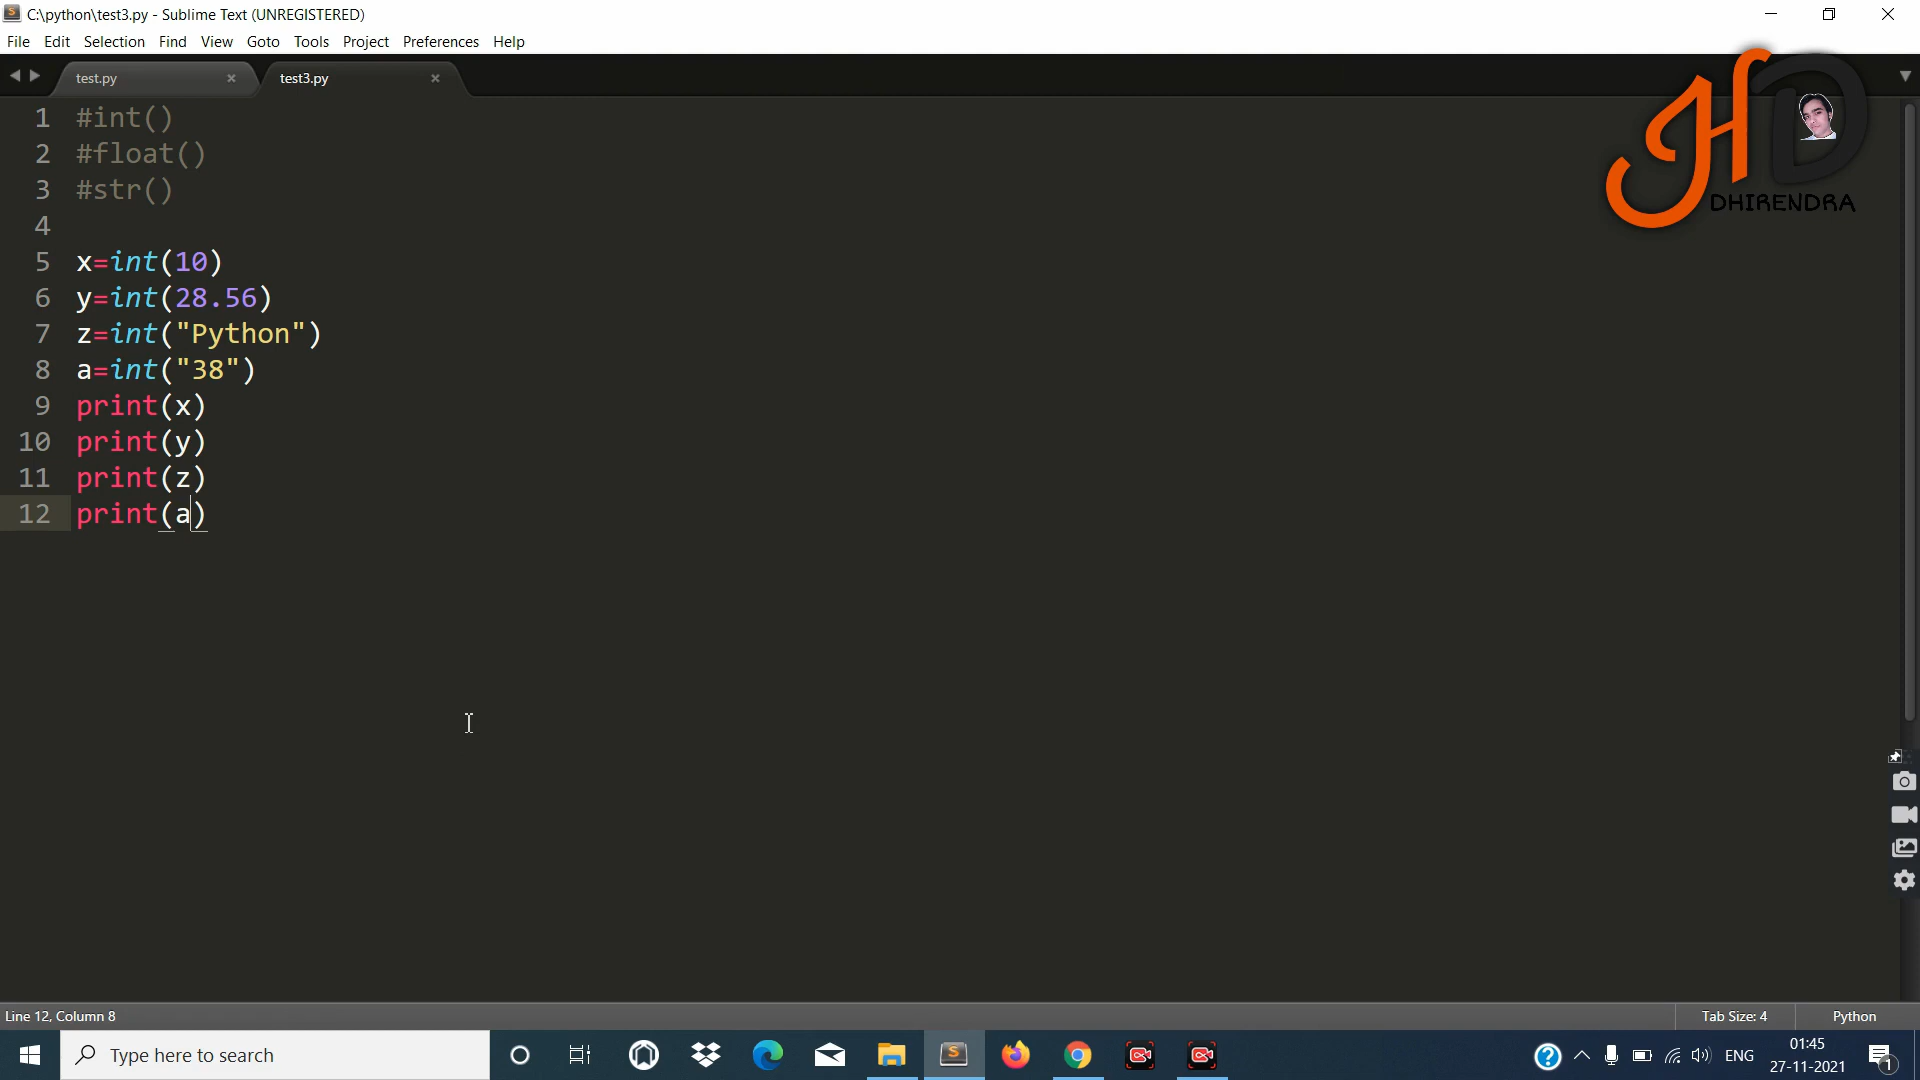 C:\python\test3.py - Sublime Text (UNREGISTERED)
File Edit Selection Find View Goto Tools Project Preferences Help
test.py test3.py
DHIRENDRA
1 #int()
2 #float()
3 #str()
4
5 x=int(10)
6 y=int(28.56)
7 z=int("Python")
8 a=int("38")
9 print(x)
10 print(y)
11 print(z)
12 print(a)
Line 12, Column 8 Tab Size: 4 Python
Type here to search ENG 01:45
27-11-2021 1